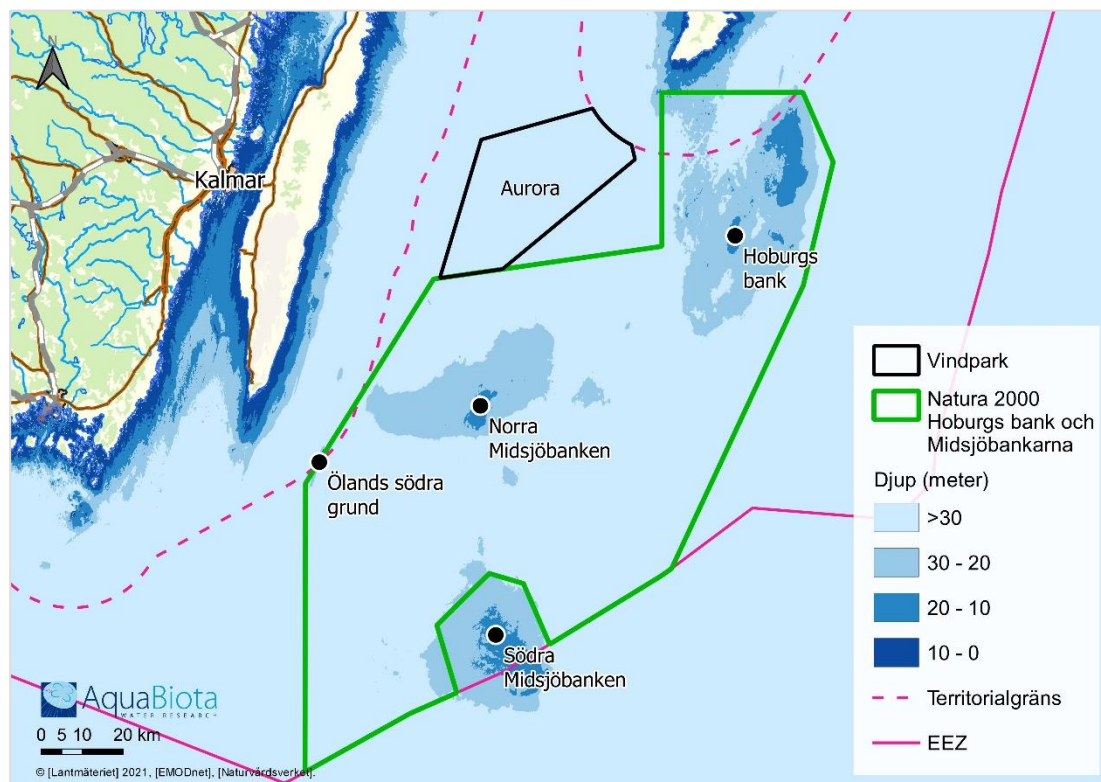 N
Kalmar
Aurora
Hoburgs
bank
Norra
Midsjöbanken
Ölands södra
grund
Södra
Midsjöbanken
Vindpark
Natura 2000
Hoburgs bank och
Midsjöbankarna
Djup (meter)
>30
30 - 20
20 - 10
10 - 0
Territorialgräns
EEZ
AquaBiota
WATER RESEARCH
0 5 10 20 km
© [Lantmäteriet] 2021, [EMODnet], [Naturvårdsverket].